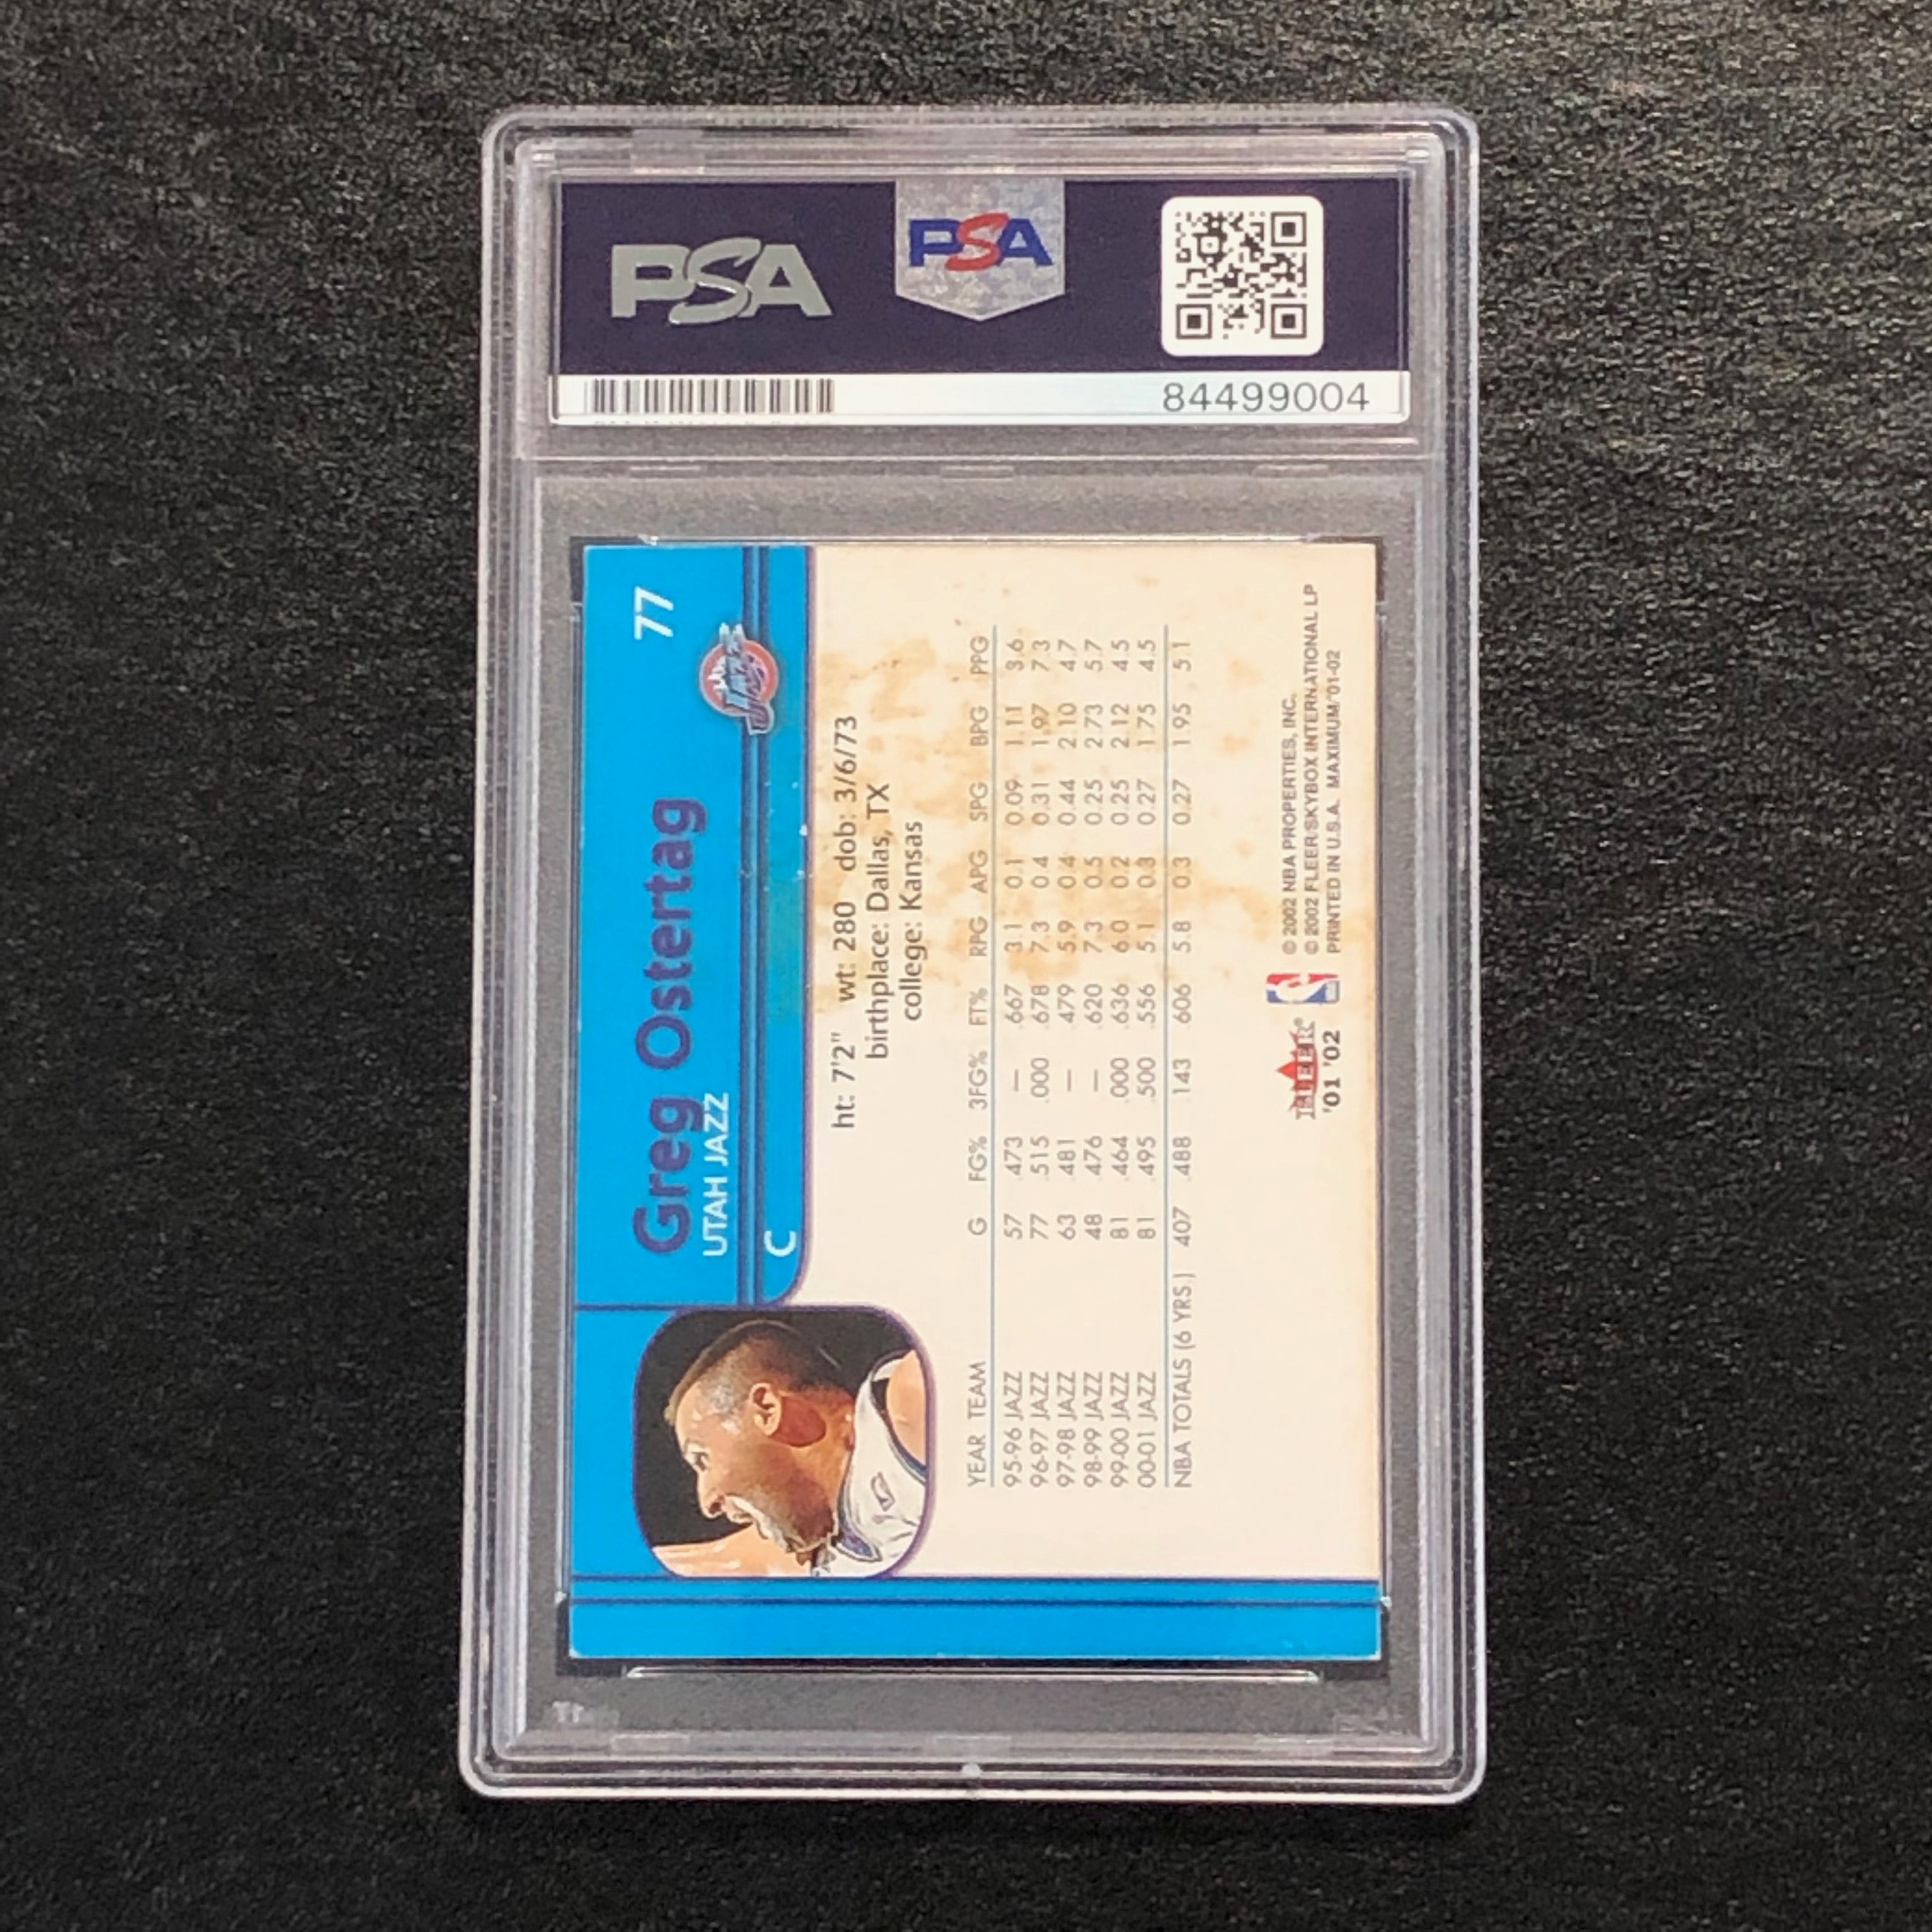 PSA
PSA
84499004
Greg Ostertag
77
UTAH JAZZ
JAZZ
C
ht: 7'2" wt: 280 dob: 3/6/73
birthplace: Dallas, TX
college: Kansas
YEAR TEAM G FG% 3FG% FT% RPG APG SPG BPG PPG
95-96 JAZZ 57 .473 — .667 3.1 0.1 0.09 1.11 3.6
96-97 JAZZ 77 .515 .000 .678 7.3 0.4 0.31 1.97 7.3
97-98 JAZZ 63 .481 — .479 5.9 0.4 0.44 2.10 4.7
98-99 JAZZ 48 .476 — .620 7.3 0.5 0.25 2.73 5.7
99-00 JAZZ 81 .464 .000 .636 6.0 0.2 0.25 2.12 4.5
00-01 JAZZ 81 .495 .500 .556 5.1 0.3 0.27 1.75 4.5
NBA TOTALS (6 YRS.) 407 .488 .143 .606 5.8 0.3 0.27 1.95 5.1
FLEER®
'01 '02
© 2002 NBA PROPERTIES, INC.
© 2002 FLEER/SKYBOX INTERNATIONAL LP
PRINTED IN U.S.A. MAXIMUM/'01-02